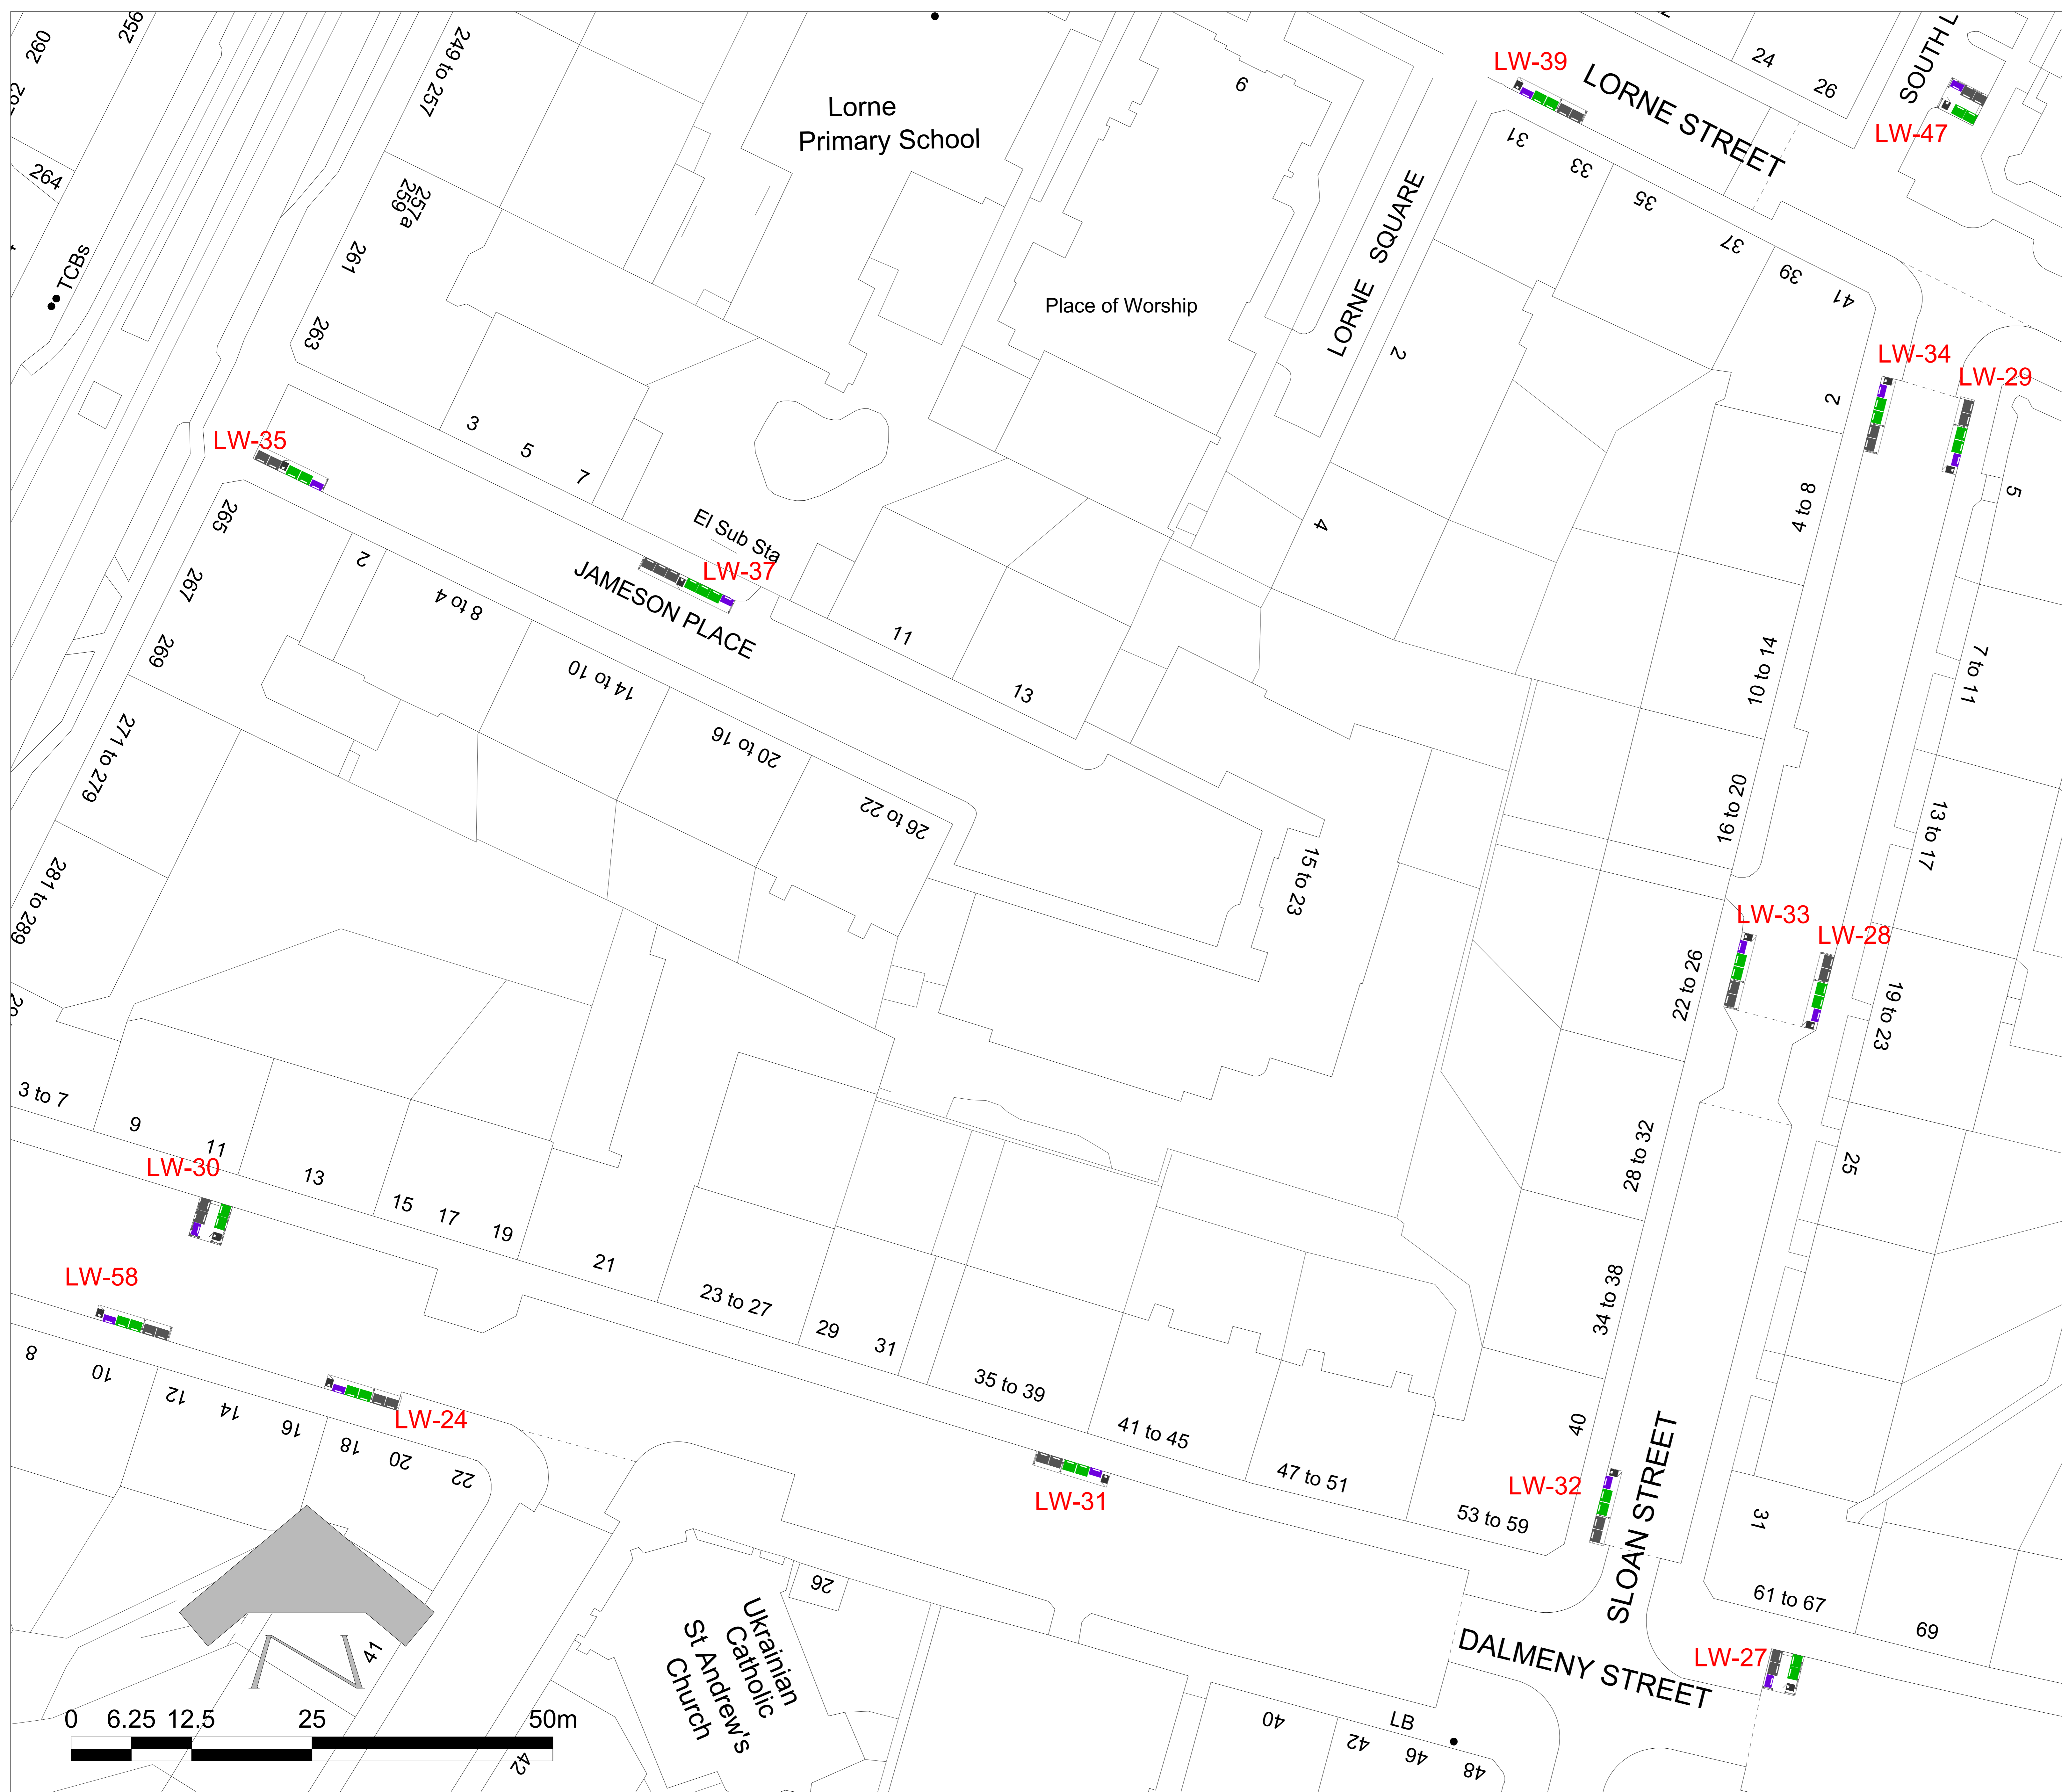 260
256
249 to 257
Lorne
Primary School
6
LW-39
LORNE STREET
24
26
SOUTH L
LW-47
262
264
257a
259
261
263
TCBs
31
33
35
37
39
41
LORNE SQUARE
Place of Worship
2
4
LW-34
LW-29
2
4 to 8
5
LW-35
3
5
7
El Sub Sta
LW-37
JAMESON PLACE
265
267
269
2
8 to 4
14 to 10
20 to 16
26 to 22
11
13
15 to 23
10 to 14
7 to 11
16 to 20
13 to 17
271 to 279
281 to 289
LW-33
LW-28
22 to 26
19 to 23
28 to 32
25
34 to 38
40
3 to 7
9
11
LW-30
13
15
17
19
21
23 to 27
29
31
35 to 39
41 to 45
47 to 51
53 to 59
LW-58
8
10
12
14
16
18
20
22
LW-24
LW-31
LW-32
SLOAN STREET
31
61 to 67
69
LW-27
DALMENY STREET
26
Ukrainian
Catholic
St Andrew's
Church
41
N
42
40
42
LB
46
48
0 6.25 12.5 25 50m